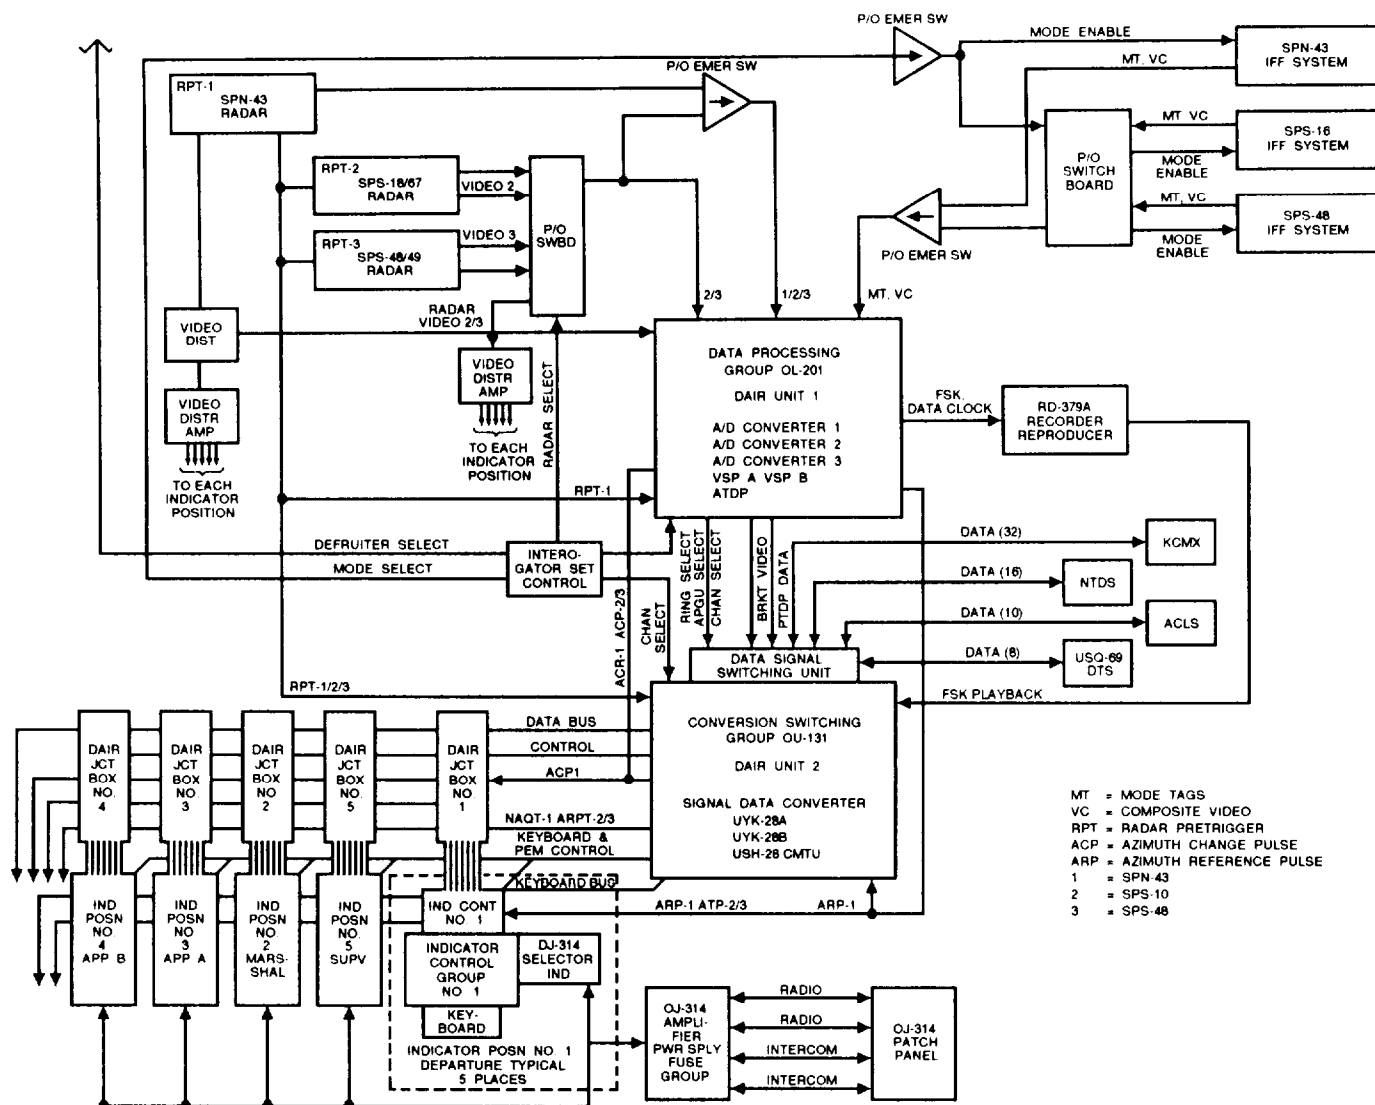 P/O EMER SW
MODE ENABLE
SPN-43
IFF SYSTEM
MT, VC
P/O EMER SW
RPT-1
SPN-43
RADAR
P/O
SWITCH
BOARD
MT VC
MODE
ENABLE
SPS-16
IFF SYSTEM
MT, VC
MODE
ENABLE
SPS-48
IFF SYSTEM
RPT-2
SPS-16/67
RADAR
VIDEO 2
RPT-3
SPS-48/49
RADAR
VIDEO 3
P/O
SWBD
P/O EMER SW
RADAR
VIDEO 2/3
2/3
1/2/3
MT, VC
VIDEO
DIST
VIDEO
DISTR
AMP
TO EACH
INDICATOR
POSITION
VIDEO
DISTR
AMP
TO EACH
INDICATOR
POSITION
RADAR SELECT
DATA PROCESSING
GROUP OL-201
DAIR UNIT 1
A/D CONVERTER 1
A/D CONVERTER 2
A/D CONVERTER 3
VSP A VSP B
ATDP
FSK,
DATA CLOCK
RD-379A
RECORDER
REPRODUCER
RPT-1
DEFRUITER SELECT
MODE SELECT
INTERO-
GATOR SET
CONTROL
ACR-1 ACP-2/3
CHAN
SELECT
RING SELECT
APGU SELECT
CHAN SELECT
BRKT VIDEO
PTDP DATA
DATA (32)
KCMX
DATA (16)
NTDS
DATA (10)
ACLS
DATA (8)
USQ-69
DTS
DATA SIGNAL
SWITCHING UNIT
RPT-1/2/3
FSK PLAYBACK
CONVERSION SWITCHING
GROUP OU-131
DAIR UNIT 2
SIGNAL DATA CONVERTER
UYK-28A
UYK-28B
USH-26 CMTU
DATA BUS
CONTROL
ACP1
NAQT-1 ARPT-2/3
KEYBOARD &
PEM CONTROL
KEYBOARD BUS
DAIR
JCT
BOX
NO.
4
DAIR
JCT
BOX
NO.
3
DAIR
JCT
BOX
NO.
2
DAIR
JCT
BOX
NO.
5
DAIR
JCT
BOX
NO.
1
MT = MODE TAGS
VC = COMPOSITE VIDEO
RPT = RADAR PRETRIGGER
ACP = AZIMUTH CHANGE PULSE
ARP = AZIMUTH REFERENCE PULSE
1 = SPN-43
2 = SPS-10
3 = SPS-48
IND
POSN
NO.
4
APP B
IND
POSN
NO.
3
APP A
IND
POSN
NO.
2
MARS-
SHAL
IND
POSN
NO.
5
SUPV
IND CONT
NO. 1
ARP-1 ATP-2/3
ARP-1
INDICATOR
CONTROL
GROUP
NO 1
DJ-314
SELECTOR
IND
KEY-
BOARD
INDICATOR POSN NO. 1
DEPARTURE TYPICAL
5 PLACES
OJ-314
AMPLI-
FIER
PWR SPLY
FUSE
GROUP
RADIO
RADIO
INTERCOM
INTERCOM
OJ-314
PATCH
PANEL